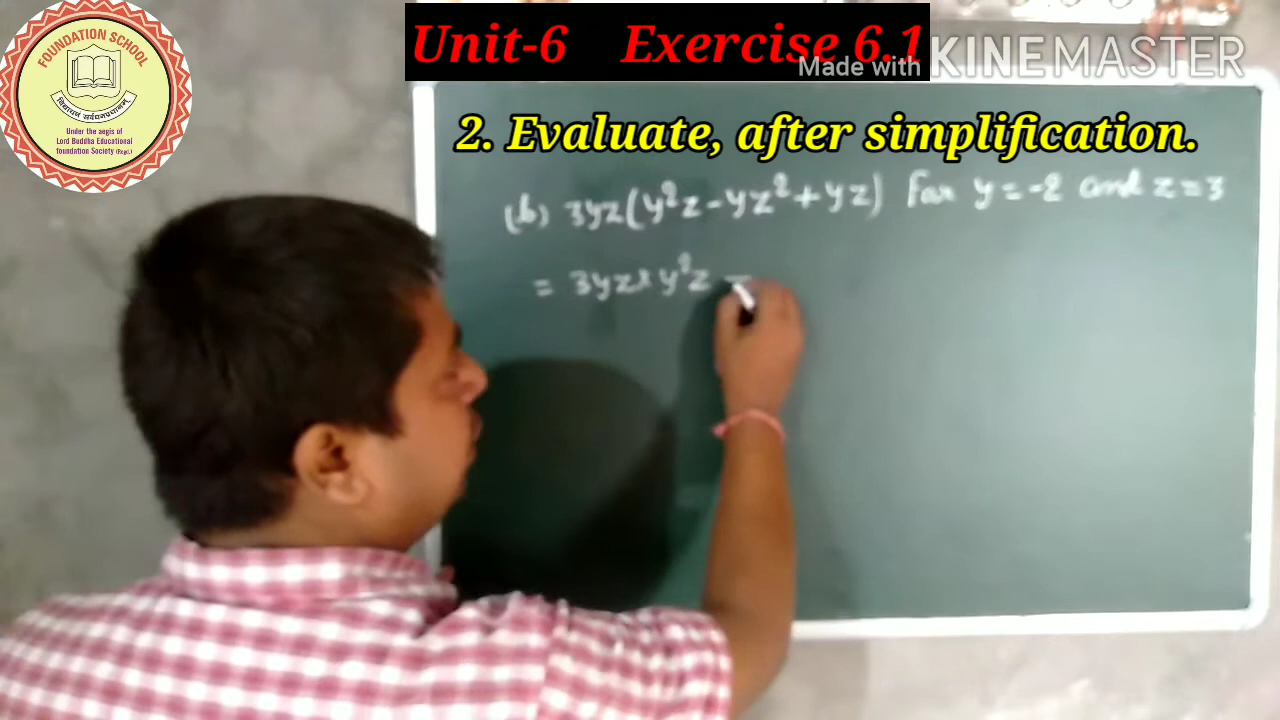 FOUNDATION SCHOOL
Under the aegis of
Lord Buddha Educational
foundation Society (Regd.)
Unit-6 Exercise 6.1
Made with KINEMASTER
2. Evaluate, after simplification.
(b) 3yz(y²z-yz²+yz) For y=-2 and z=3
= 3yz×y²z -